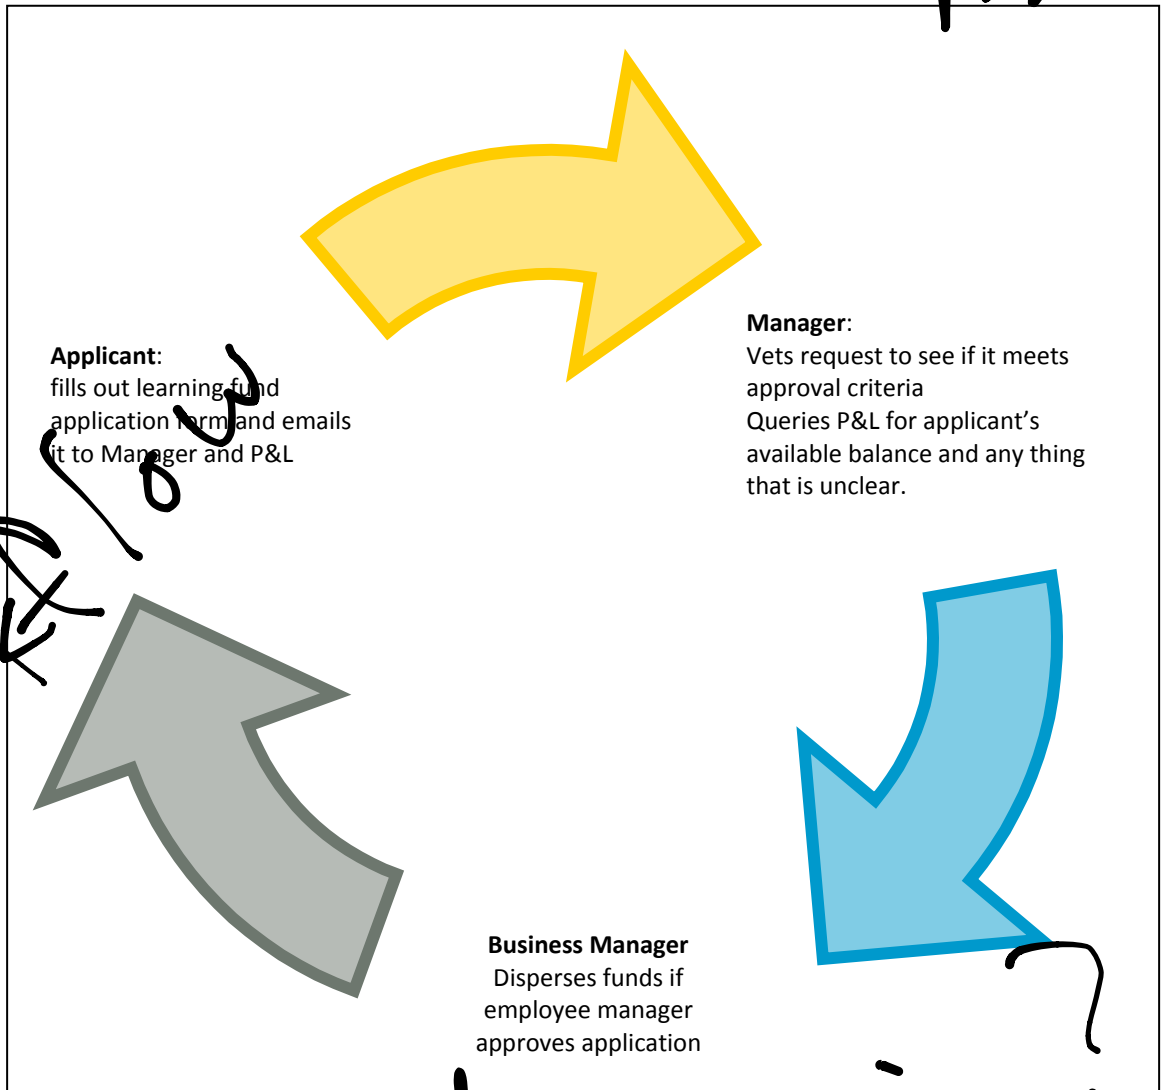 Applicant:
fills out learning fund
application form and emails
it to Manager and P&L
Manager:
Vets request to see if it meets
approval criteria
Queries P&L for applicant's
available balance and any thing
that is unclear.
low
Business Manager
Disperses funds if
employee manager
approves application